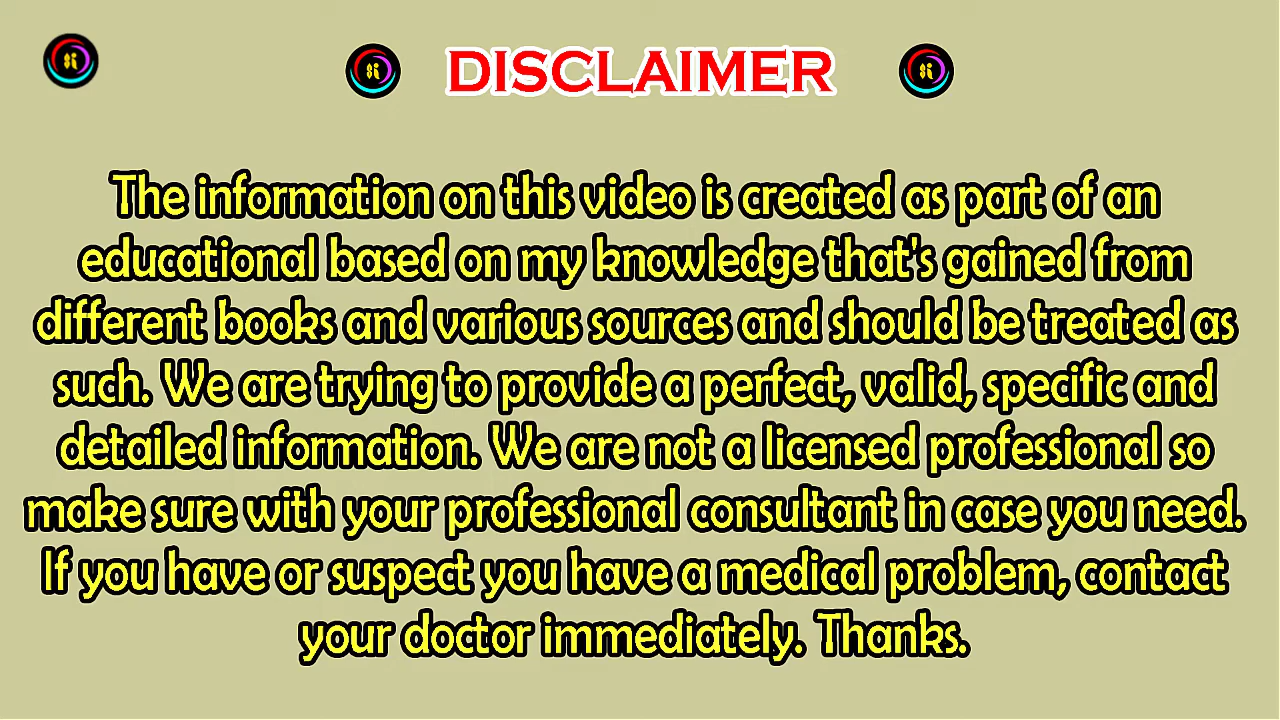 DISCLAIMER
The information on this video is created as part of an
educational based on my knowledge that's gained from
different books and various sources and should be treated as
such. We are trying to provide a perfect, valid, specific and
detailed information. We are not a licensed professional so
make sure with your professional consultant in case you need.
If you have or suspect you have a medical problem, contact
your doctor immediately. Thanks.